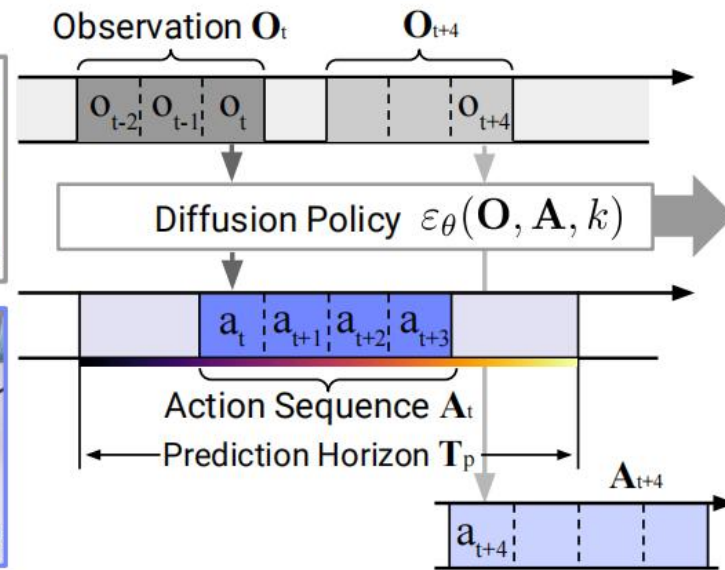 Observation Oₜ Oₜ₊₄
oₜ₋₂ oₜ₋₁ oₜ oₜ₊₄
Diffusion Policy ε_θ(O, A, k)
aₜ aₜ₊₁ aₜ₊₂ aₜ₊₃
Action Sequence Aₜ
Prediction Horizon Tₚ
Aₜ₊₄
aₜ₊₄